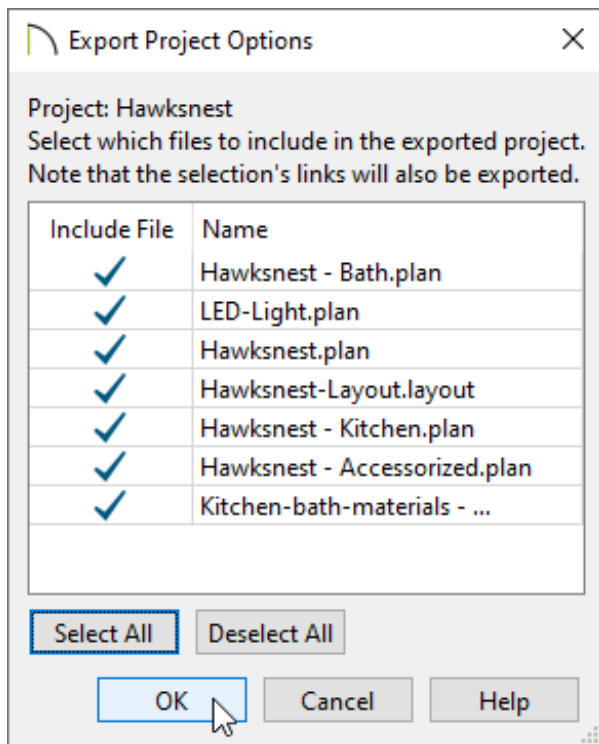 Export Project Options
Project: Hawksnest
Select which files to include in the exported project.
Note that the selection's links will also be exported.
Include File Name
Hawksnest - Bath.plan
LED-Light.plan
Hawksnest.plan
Hawksnest-Layout.layout
Hawksnest - Kitchen.plan
Hawksnest - Accessorized.plan
Kitchen-bath-materials - ...
Select All Deselect All
OK Cancel Help